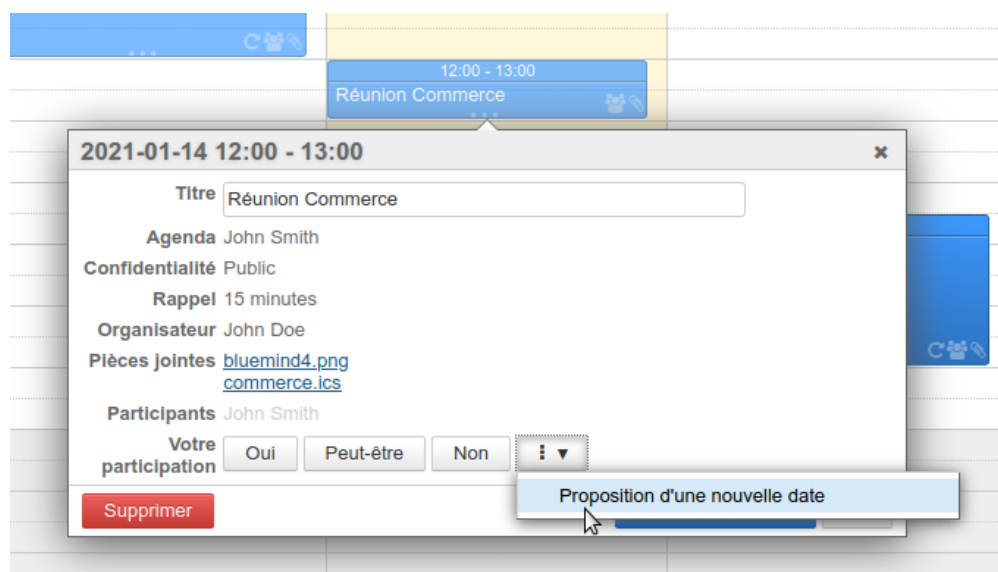 12:00 - 13:00
Réunion Commerce
2021-01-14 12:00 - 13:00
Titre Réunion Commerce
Agenda John Smith
Confidentialité Public
Rappel 15 minutes
Organisateur John Doe
Pièces jointes bluemind4.png
commerce.ics
Participants John Smith
Votre participation Oui Peut-être Non
Proposition d'une nouvelle date
Supprimer